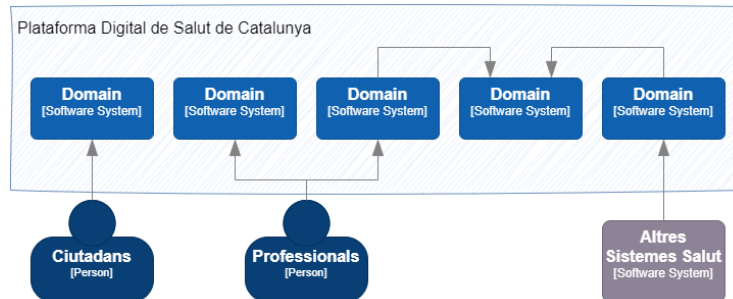 Plataforma Digital de Salut de Catalunya
Domain
[Software System]
Domain
[Software System]
Domain
[Software System]
Domain
[Software System]
Domain
[Software System]
Ciutadans
[Person]
Professionals
[Person]
Altres
Sistemes Salut
[Software System]